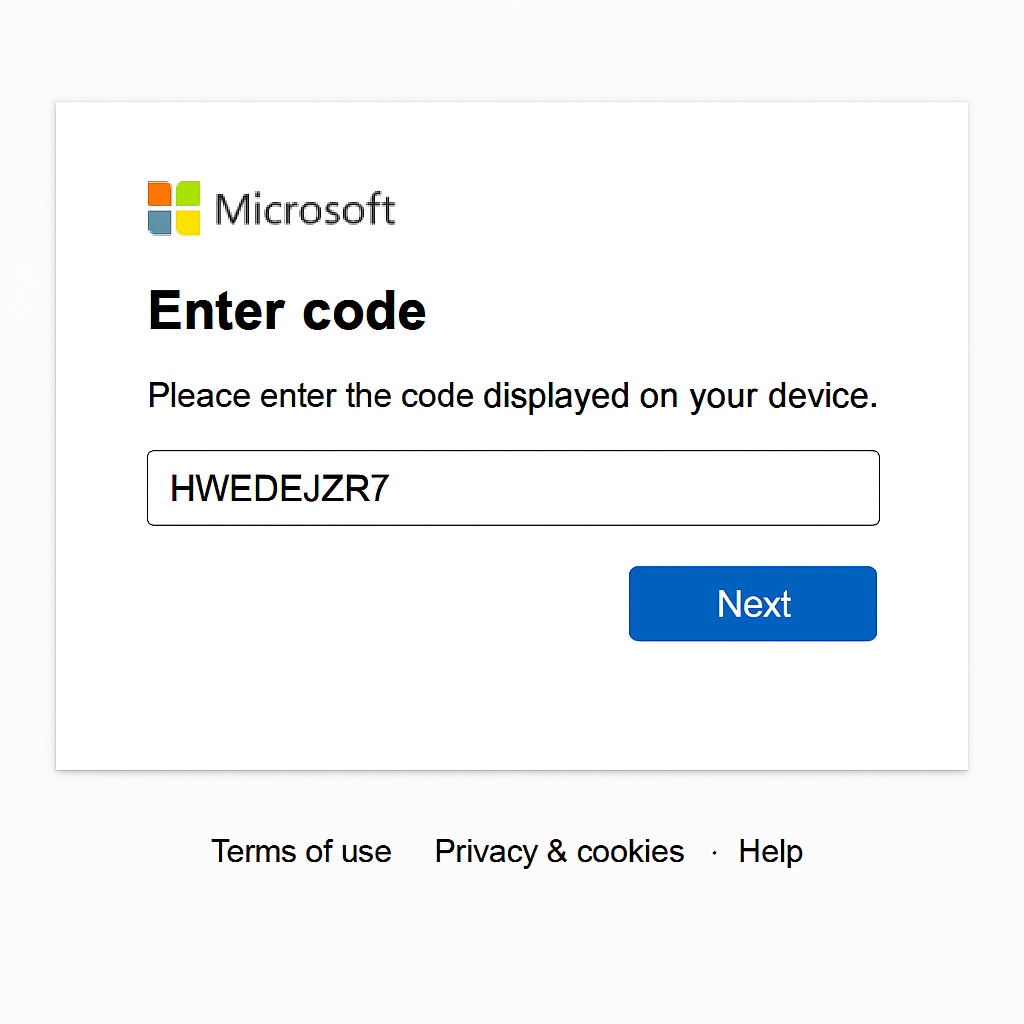 Microsoft
Enter code
Pleace enter the code displayed on your device.
HWEDEJZR7
Next
Terms of use Privacy & cookies · Help